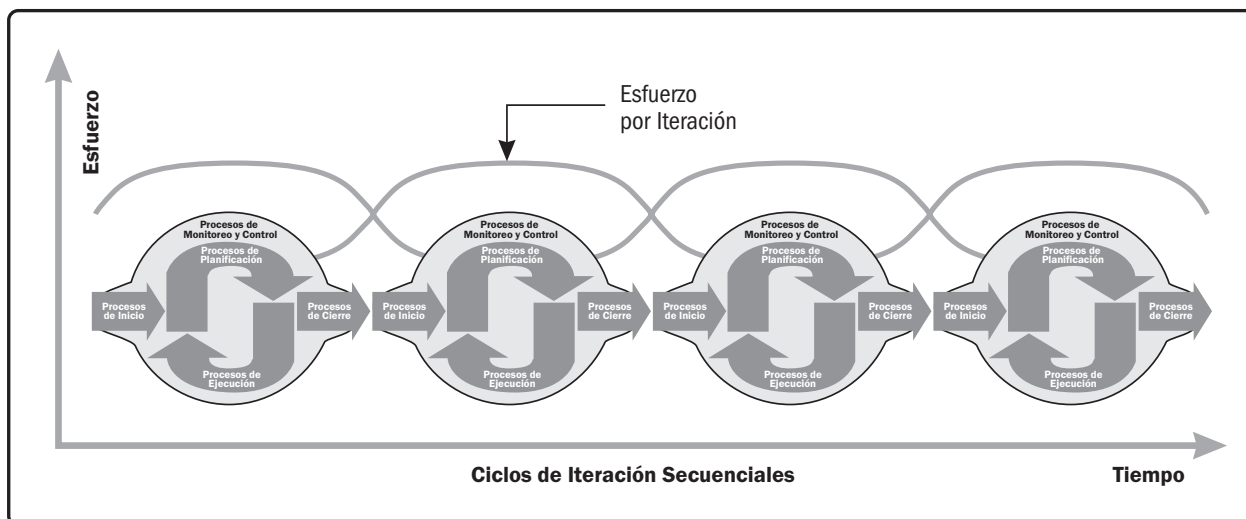 Esfuerzo
Esfuerzo
por Iteración
Procesos de
Monitoreo y Control
Procesos de
Planificación
Procesos
de Inicio
Procesos
de Cierre
Procesos de
Ejecución
Procesos de
Monitoreo y Control
Procesos de
Planificación
Procesos
de Inicio
Procesos
de Cierre
Procesos de
Ejecución
Procesos de
Monitoreo y Control
Procesos de
Planificación
Procesos
de Inicio
Procesos
de Cierre
Procesos de
Ejecución
Procesos de
Monitoreo y Control
Procesos de
Planificación
Procesos
de Inicio
Procesos
de Cierre
Procesos de
Ejecución
Ciclos de Iteración Secuenciales
Tiempo